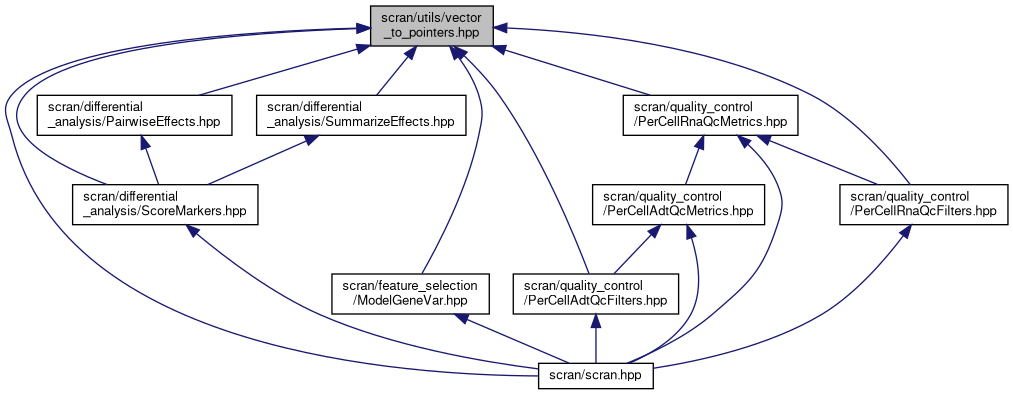 scran/utils/vector
_to_pointers.hpp
scran/differential
_analysis/PairwiseEffects.hpp
scran/differential
_analysis/SummarizeEffects.hpp
scran/quality_control
/PerCellRnaQcMetrics.hpp
scran/differential
_analysis/ScoreMarkers.hpp
scran/quality_control
/PerCellAdtQcMetrics.hpp
scran/quality_control
/PerCellRnaQcFilters.hpp
scran/feature_selection
/ModelGeneVar.hpp
scran/quality_control
/PerCellAdtQcFilters.hpp
scran/scran.hpp